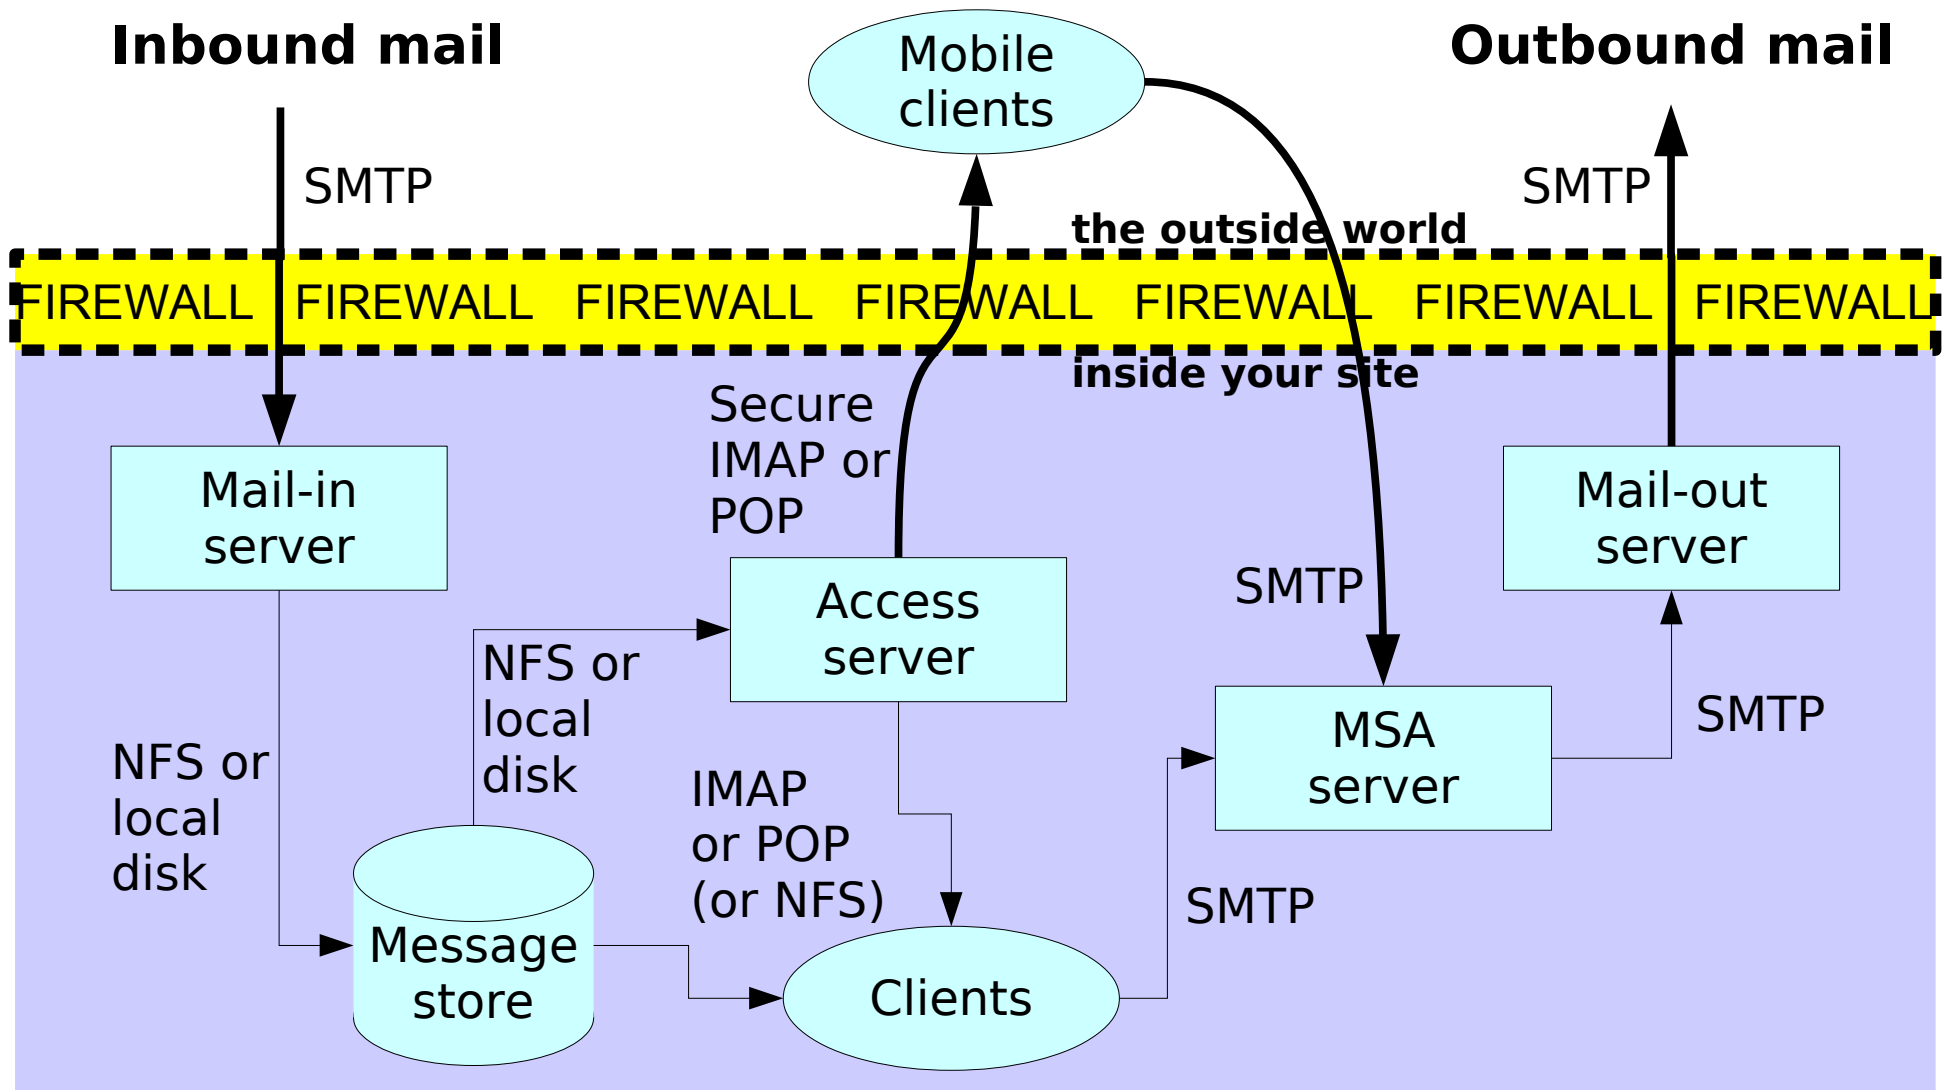 Inbound mail
Mobile
clients
Outbound mail
SMTP
SMTP
the outside world
FIREWALL FIREWALL FIREWALL FIREWALL FIREWALL FIREWALL FIREWALL
inside your site
Secure
IMAP or
POP
Mail-in
server
Mail-out
server
Access
server
SMTP
NFS or
local
disk
MSA
server
SMTP
NFS or
local
disk
IMAP
or POP
(or NFS)
SMTP
Message
store
Clients